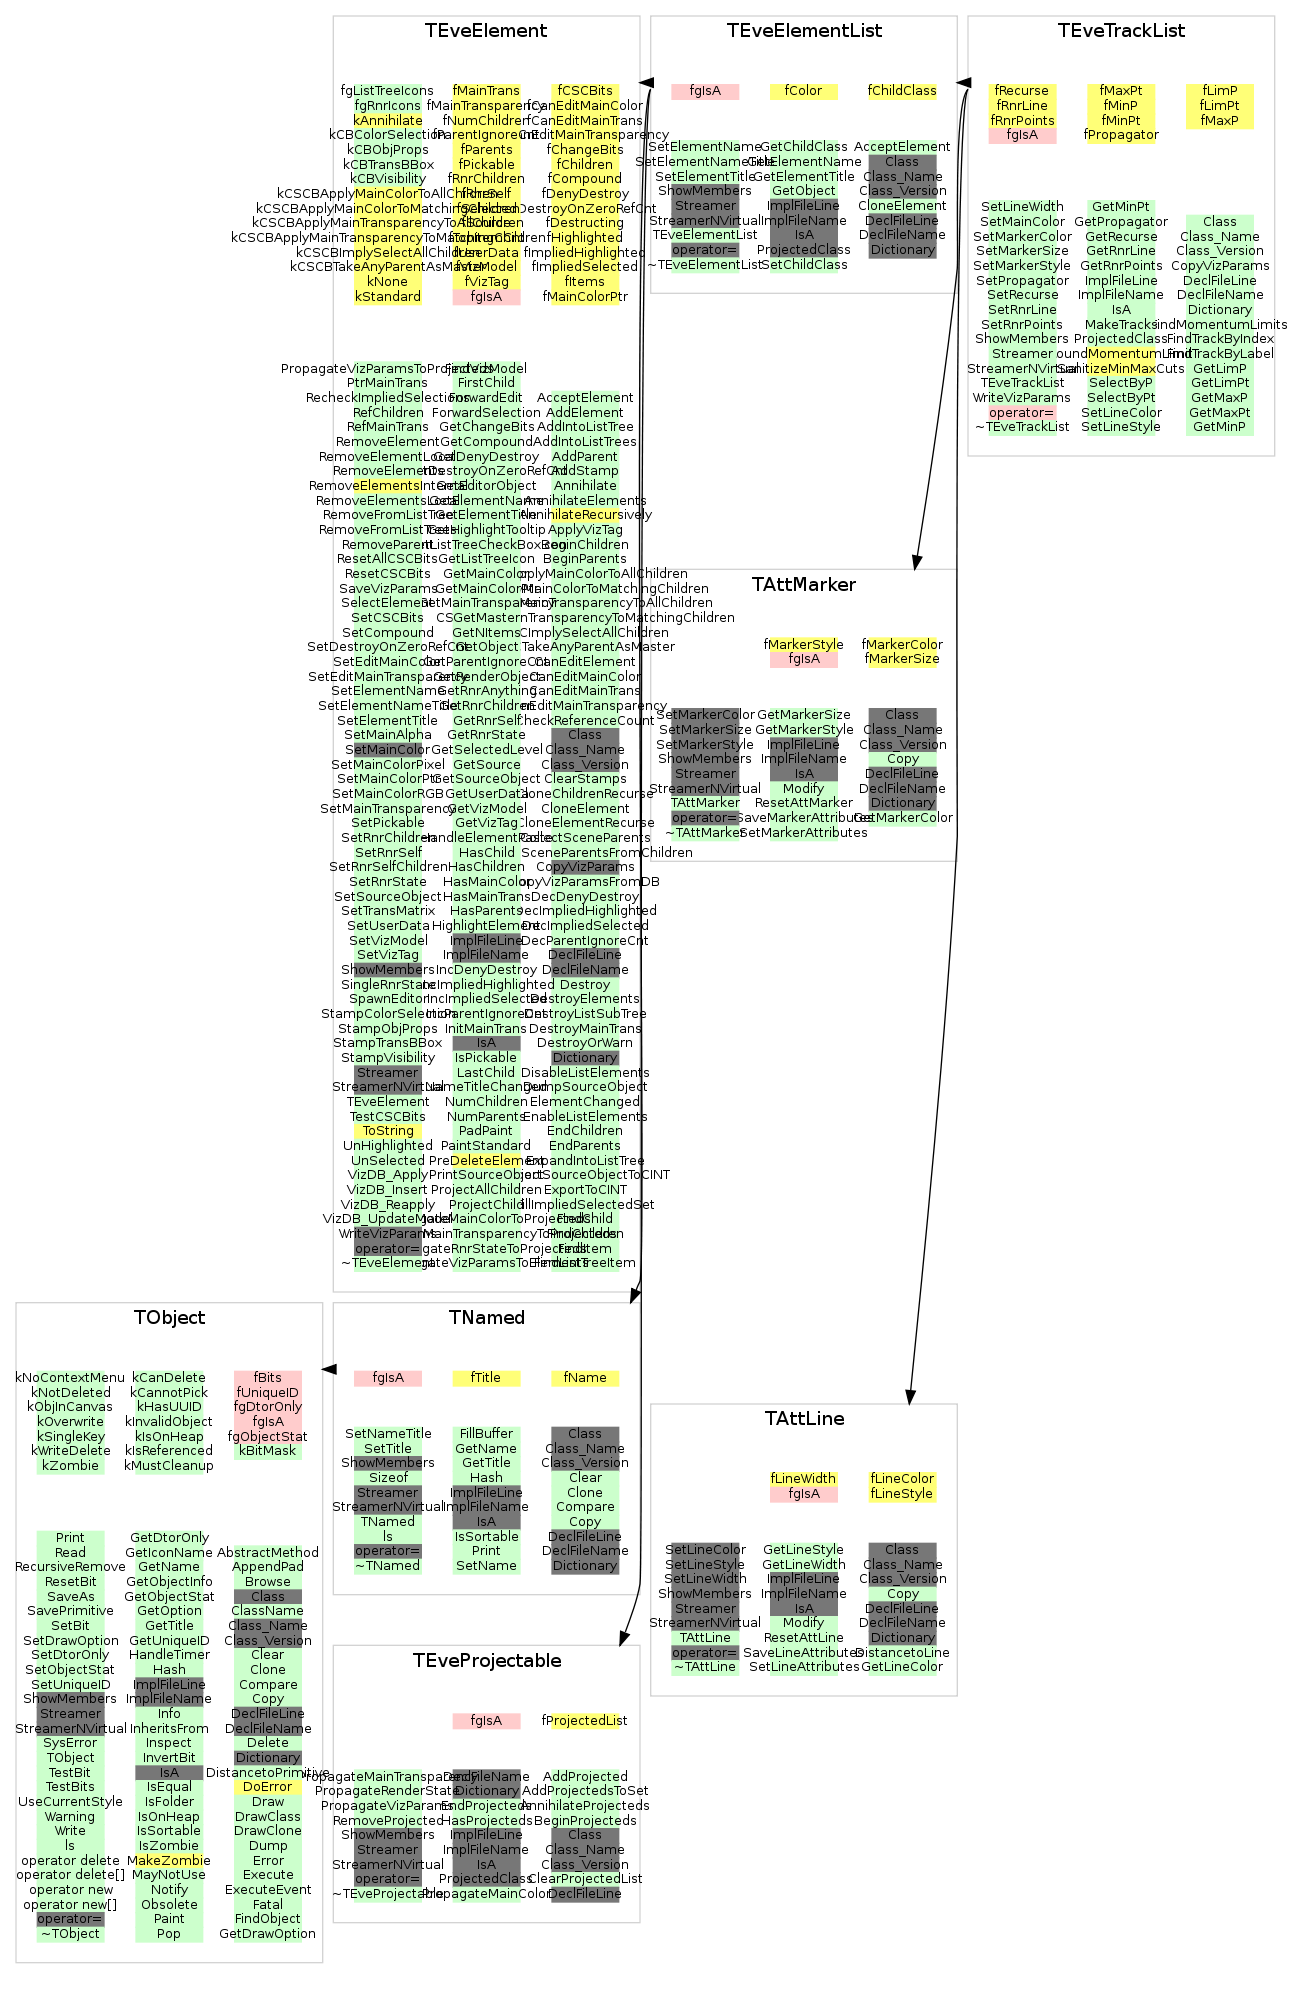 TEveElement
fgListTreeIcons fMainTrans fCSCBits
fgRnrIcons fMainTransparency fCanEditMainColor
kAnnihilate fNumChildren fCanEditMainTrans
kCBColorSelection
kCBObjProps fParents fChangeBits
kCBTransBBox fPickable fChildren
kCBVisibility fRnrChildren fCompound
kCSCBApplyMainColorToAllChildren fRnrSelf fDenyDestroy
kCSCBApplyMainColorToMatchingChildren
kCSCBApplyMainTransparencyToAllChildren fDestructing
kCSCBApplyMainTransparencyToMatchingChildren fHighlighted
kCSCBImplySelectAllChildren fUserData fImpliedHighlighted
kCSCBTakeAnyParentAsMaster fVizModel fImpliedSelected
kNone fVizTag fItems
kStandard fgIsA fMainColorPtr
PropagateVizParamsToProjecteds FindVizModel
PtrMainTrans FirstChild
RecheckImpliedSelections ForwardEdit AcceptElement
RefChildren ForwardSelection AddElement
RefMainTrans GetChangeBits AddIntoListTree
RemoveElement GetCompound AddIntoListTrees
RemoveElementLocal GetDenyDestroy AddParent
RemoveElements AddStamp
RemoveElementsInternal GetEditorObject Annihilate
RemoveElementsLocal GetElementName AnnihilateElements
RemoveFromListTree GetElementTitle AnnihilateRecursively
GetHighlightTooltip ApplyVizTag
RemoveParent BeginChildren
ResetAllCSCBits GetListTreeIcon BeginParents
ResetCSCBits GetMainColor
SaveVizParams GetMainColorPtr
SelectElement GetMainTransparency
SetCSCBits GetMaster
SetCompound GetNItems
SetDestroyOnZeroRefCnt GetObject
SetEditMainColor GetParentIgnoreCnt CanEditElement
SetEditMainTransparency GetRenderObject CanEditMainColor
SetElementName GetRnrAnything CanEditMainTrans
SetElementNameTitle GetRnrChildren
SetElementTitle GetRnrSelf CheckReferenceCount
SetMainAlpha GetRnrState Class
SetMainColor GetSelectedLevel Class_Name
SetMainColorPixel GetSource Class_Version
SetMainColorPtr GetSourceObject ClearStamps
SetMainColorRGB GetUserData CloneChildrenRecurse
SetMainTransparency GetVizModel CloneElement
SetPickable GetVizTag CloneElementRecurse
SetRnrChildren HandleElementPaste CollectSceneParents
SetRnrSelf HasChild
SetRnrSelfChildren HasChildren CopyVizParams
SetRnrState HasMainColor CopyVizParamsFromDB
SetSourceObject HasMainTrans DecDenyDestroy
SetTransMatrix HasParents DecImpliedHighlighted
SetUserData HighlightElement DecImpliedSelected
SetVizModel ImplFileLine DecParentIgnoreCnt
SetVizTag ImplFileName DeclFileLine
ShowMembers IncDenyDestroy DeclFileName
SingleRnrState IncImpliedHighlighted Destroy
SpawnEditor IncImpliedSelected DestroyElements
StampColorSelection IncParentIgnoreCnt DestroyListSubTree
StampObjProps InitMainTrans DestroyMainTrans
StampTransBBox IsA DestroyOrWarn
StampVisibility IsPickable Dictionary
Streamer LastChild DisableListElements
StreamerNVirtual NameTitleChanged DumpSourceObject
TEveElement NumChildren ElementChanged
TestCSCBits NumParents EnableListElements
ToString PadPaint EndChildren
UnHighlighted PaintStandard EndParents
UnSelected PreDeleteElement ExpandIntoListTree
VizDB_Apply PrintSourceObject
VizDB_Insert ProjectAllChildren ExportToCINT
VizDB_Reapply ProjectChild
VizDB_UpdateModel FindChild
WriteVizParams FindChildren
operator= FindItem
~TEveElement FindListTreeItem
TEveElementList
fgIsA fColor fChildClass
SetElementName GetChildClass AcceptElement
SetElementNameTitle GetElementName Class
SetElementTitle GetElementTitle Class_Name
ShowMembers GetObject Class_Version
Streamer ImplFileLine CloneElement
StreamerNVirtual ImplFileName DeclFileLine
TEveElementList IsA DeclFileName
operator= ProjectedClass Dictionary
~TEveElementList SetChildClass
TEveTrackList
fRecurse fMaxPt fLimP
fRnrLine fMinP fLimPt
fRnrPoints fMinPt fMaxP
fgIsA fPropagator
SetLineWidth GetMinPt
SetMainColor GetPropagator Class
SetMarkerColor GetRecurse Class_Name
SetMarkerSize GetRnrLine Class_Version
SetMarkerStyle GetRnrPoints CopyVizParams
SetPropagator ImplFileLine DeclFileLine
SetRecurse ImplFileName DeclFileName
SetRnrLine IsA Dictionary
SetRnrPoints MakeTracks FindMomentumLimits
ShowMembers ProjectedClass FindTrackByIndex
Streamer RoundMomentumLimit FindTrackByLabel
StreamerNVirtual SanitizeMinMaxCuts GetLimP
TEveTrackList SelectByP GetLimPt
WriteVizParams SelectByPt GetMaxP
operator= SetLineColor GetMaxPt
~TEveTrackList SetLineStyle GetMinP
TAttMarker
fMarkerStyle fMarkerColor
fgIsA fMarkerSize
SetMarkerColor GetMarkerSize Class
SetMarkerSize GetMarkerStyle Class_Name
SetMarkerStyle ImplFileLine Class_Version
ShowMembers ImplFileName Copy
Streamer IsA DeclFileLine
StreamerNVirtual Modify DeclFileName
TAttMarker ResetAttMarker Dictionary
operator= SaveMarkerAttributes GetMarkerColor
~TAttMarker SetMarkerAttributes
TObject
kNoContextMenu kCanDelete fBits
kNotDeleted kCannotPick fUniqueID
kObjInCanvas kHasUUID fgDtorOnly
kOverwrite kInvalidObject fgIsA
kSingleKey kIsOnHeap fgObjectStat
kWriteDelete kIsReferenced kBitMask
kZombie kMustCleanup
Print GetDtorOnly
Read GetIconName AbstractMethod
RecursiveRemove GetName AppendPad
ResetBit GetObjectInfo Browse
SaveAs GetObjectStat Class
SavePrimitive GetOption ClassName
SetBit GetTitle Class_Name
SetDrawOption GetUniqueID Class_Version
SetDtorOnly HandleTimer Clear
SetObjectStat Hash Clone
SetUniqueID ImplFileLine Compare
ShowMembers ImplFileName Copy
Streamer Info DeclFileLine
StreamerNVirtual InheritsFrom DeclFileName
SysError Inspect Delete
TObject InvertBit Dictionary
TestBit IsA DistancetoPrimitive
TestBits IsEqual DoError
UseCurrentStyle IsFolder Draw
Warning IsOnHeap DrawClass
Write IsSortable DrawClone
ls IsZombie Dump
operator delete MakeZombie Error
operator delete[] MayNotUse Execute
operator new Notify ExecuteEvent
operator new[] Obsolete Fatal
operator= Paint FindObject
~TObject Pop GetDrawOption
TNamed
fgIsA fTitle fName
SetNameTitle FillBuffer Class
SetTitle GetName Class_Name
ShowMembers GetTitle Class_Version
Sizeof Hash Clear
Streamer ImplFileLine Clone
StreamerNVirtual ImplFileName Compare
TNamed IsA Copy
ls IsSortable DeclFileLine
operator= Print DeclFileName
~TNamed SetName Dictionary
TEveProjectable
fgIsA fProjectedList
PropagateMainTransparency DeclFileName AddProjected
PropagateRenderState Dictionary AddProjectedsToSet
PropagateVizParams EndProjecteds AnnihilateProjecteds
RemoveProjected HasProjecteds BeginProjecteds
ShowMembers ImplFileLine Class
Streamer ImplFileName Class_Name
StreamerNVirtual IsA Class_Version
operator= ProjectedClass ClearProjectedList
~TEveProjectable PropagateMainColor DeclFileLine
TAttLine
fLineWidth fLineColor
fgIsA fLineStyle
SetLineColor GetLineStyle Class
SetLineStyle GetLineWidth Class_Name
SetLineWidth ImplFileLine Class_Version
ShowMembers ImplFileName Copy
Streamer IsA DeclFileLine
StreamerNVirtual Modify DeclFileName
TAttLine ResetAttLine Dictionary
operator= SaveLineAttributes DistancetoLine
~TAttLine SetLineAttributes GetLineColor